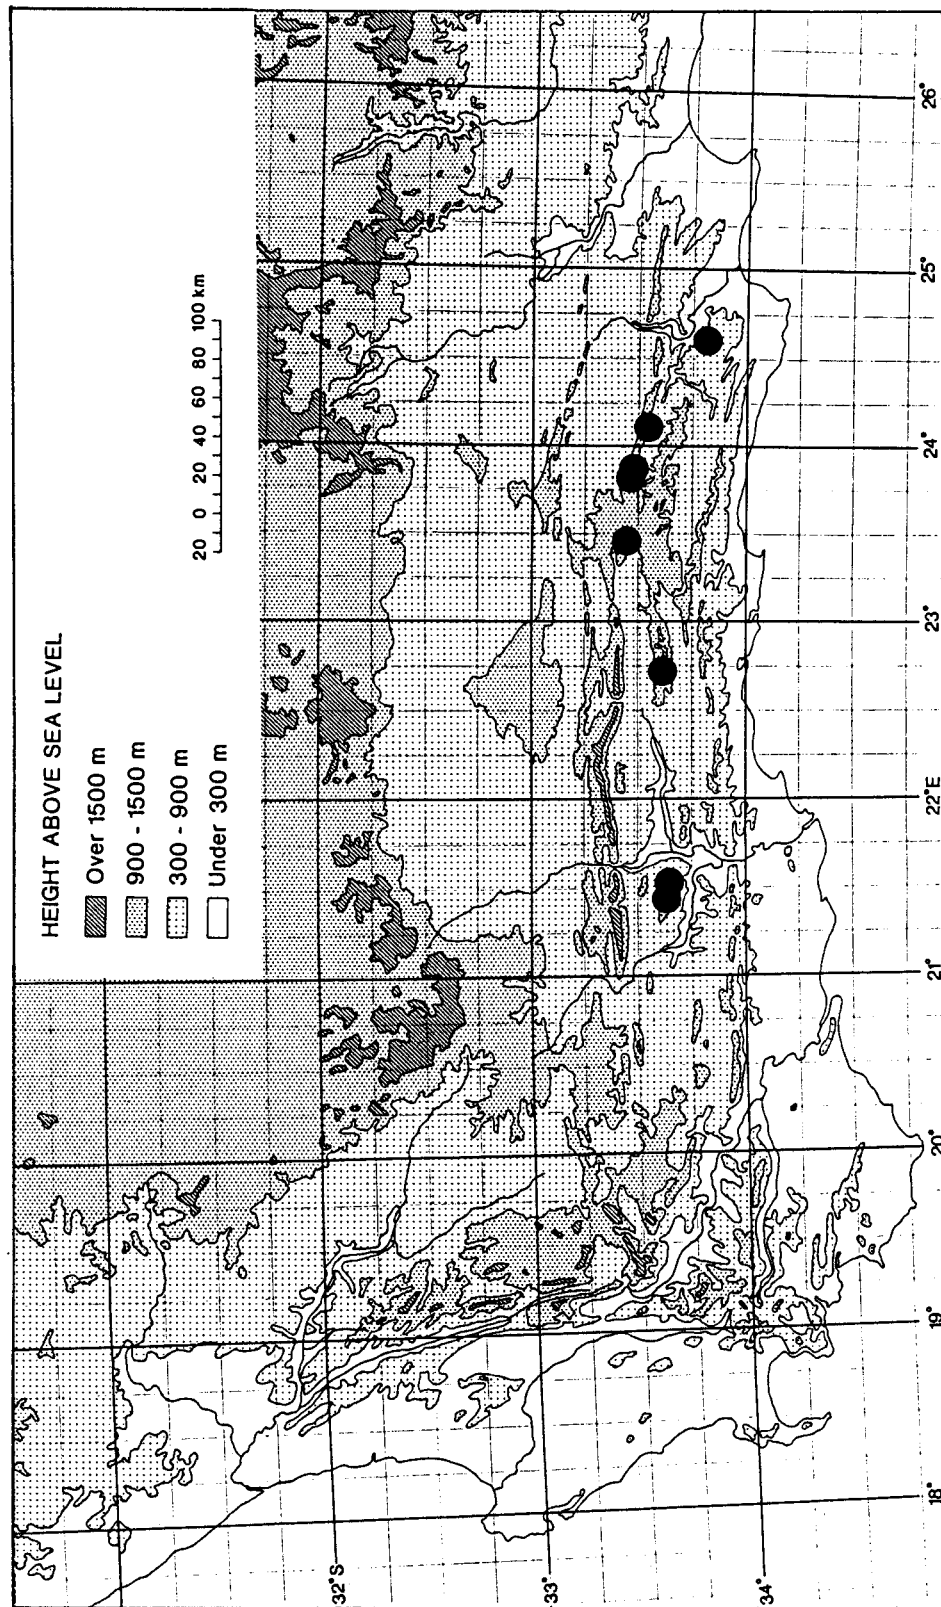 HEIGHT ABOVE SEA LEVEL
Over 1500 m
900 - 1500 m
300 - 900 m
Under 300 m
20 0 20 40 60 80 100 km
32°S
33°
34°
18°
19°
20°
21°
22°E
23°
24°
25°
26°